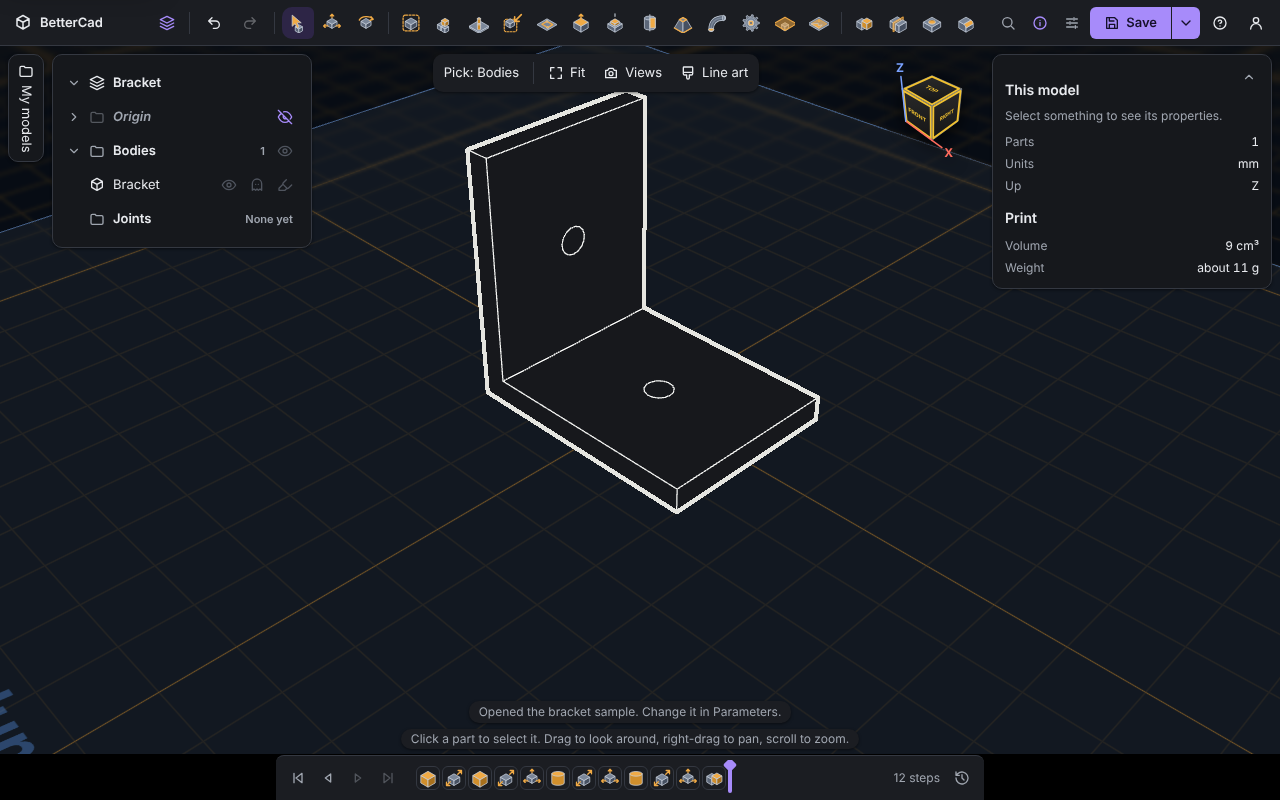 BetterCad
Save
My models
Bracket
Origin
Bodies
1
Bracket
Joints
None yet
Pick: Bodies
Fit
Views
Line art
Z
TOP
FRONT
RIGHT
X
This model
Select something to see its properties.
Parts
1
Units
mm
Up
Z
Print
Volume
9 cm³
Weight
about 11 g
Opened the bracket sample. Change it in Parameters.
Click a part to select it. Drag to look around, right-drag to pan, scroll to zoom.
12 steps